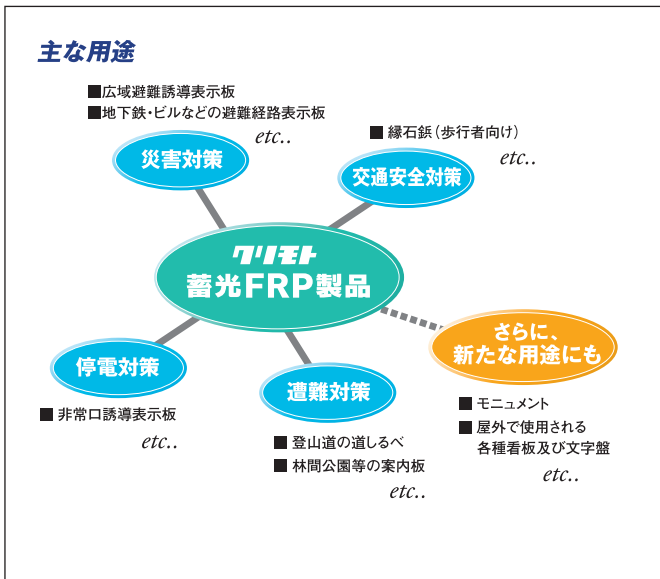 主な用途
■広域避難誘導表示板
■地下鉄・ビルなどの避難経路表示板
etc..
災害対策
■ 縁石鋲（歩行者向け）
etc..
交通安全対策
クリモト
蓄光FRP製品
さらに、
新たな用途にも
停電対策
■ 非常口誘導表示板
etc..
遭難対策
■ 登山道の道しるべ
■ 林間公園等の案内板
etc..
■ モニュメント
■ 屋外で使用される
各種看板及び文字盤
etc..